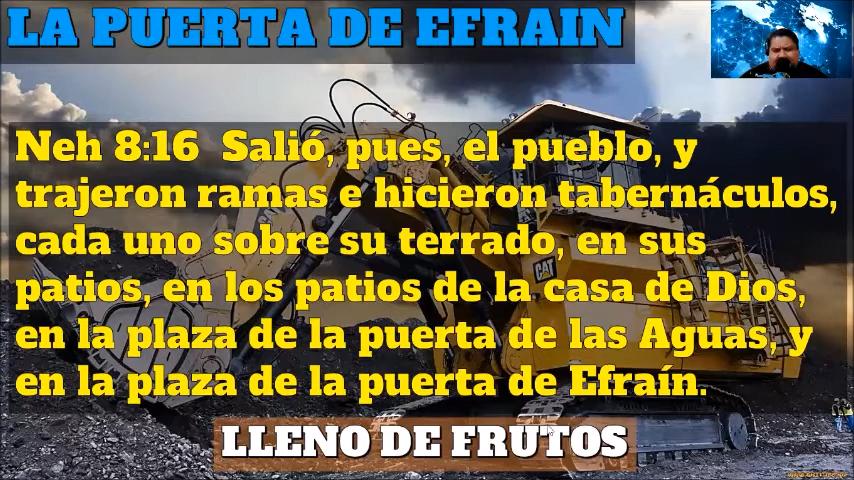 LA PUERTA DE EFRAIN
Neh 8:16 Salió, pues, el pueblo, y
trajeron ramas e hicieron tabernáculos,
cada uno sobre su terrado, en sus
patios, en los patios de la casa de Dios,
en la plaza de la puerta de las Aguas, y
en la plaza de la puerta de Efraín.
CAT
LLENO DE FRUTOS